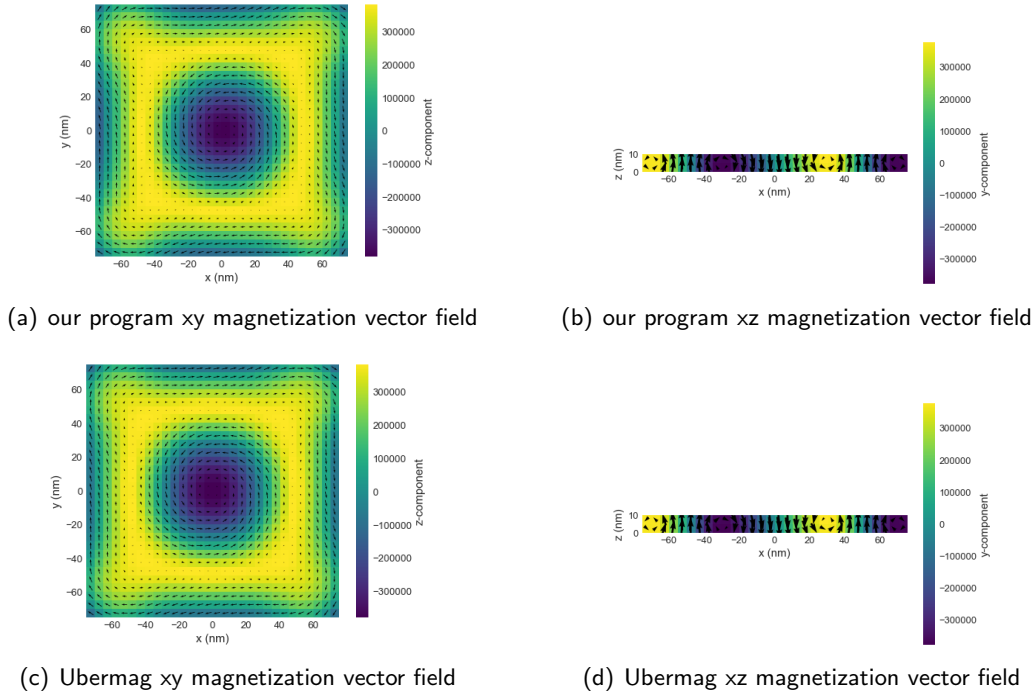 300000
200000
100000
0
−100000
−200000
−300000
z-component
60
40
20
0
−20
−40
−60
y (nm)
−60 −40 −20 0 20 40 60
x (nm)
(a) our program xy magnetization vector field
300000
200000
100000
0
−100000
−200000
−300000
y-component
10
0
z (nm)
−60 −40 −20 0 20 40 60
x (nm)
(b) our program xz magnetization vector field
300000
200000
100000
0
−100000
−200000
−300000
z-component
60
40
20
0
−20
−40
−60
y (nm)
−60 −40 −20 0 20 40 60
x (nm)
(c) Ubermag xy magnetization vector field
300000
200000
100000
0
−100000
−200000
−300000
y-component
10
0
z (nm)
−60 −40 −20 0 20 40 60
x (nm)
(d) Ubermag xz magnetization vector field